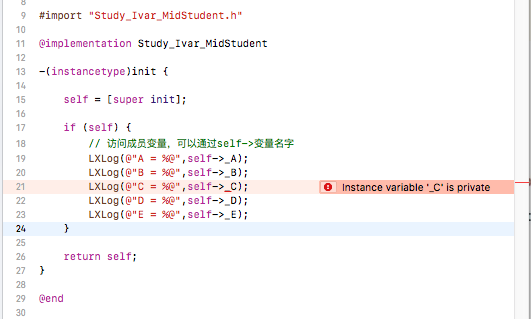 8
9 #import "Study_Ivar_MidStudent.h"
10
11 @implementation Study_Ivar_MidStudent
12
13 -(instancetype)init {
14
15 self = [super init];
16
17 if (self) {
18 // 访问成员变量，可以通过self->变量名字
19 LXLog(@"A = %@",self->_A);
20 LXLog(@"B = %@",self->_B);
21 LXLog(@"C = %@",self->_C); Instance variable '_C' is private
22 LXLog(@"D = %@",self->_D);
23 LXLog(@"E = %@",self->_E);
24 }
25
26 return self;
27 }
28
29 @end
30